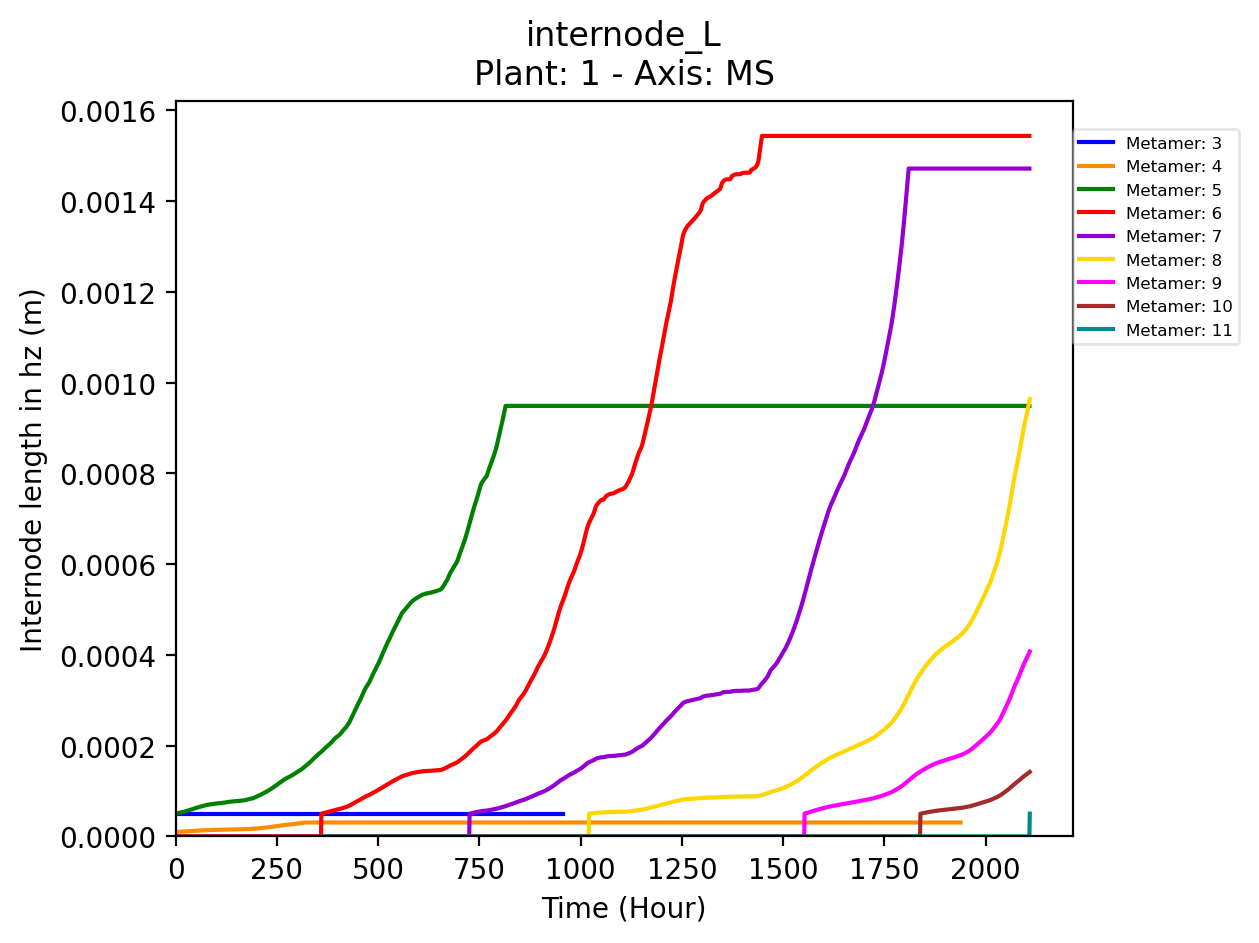 internode_L
Plant: 1 - Axis: MS
Internode length in hz (m)
0.0016
0.0014
0.0012
0.0010
0.0008
0.0006
0.0004
0.0002
0.0000
0 250 500 750 1000 1250 1500 1750 2000
Time (Hour)
Metamer: 3
Metamer: 4
Metamer: 5
Metamer: 6
Metamer: 7
Metamer: 8
Metamer: 9
Metamer: 10
Metamer: 11